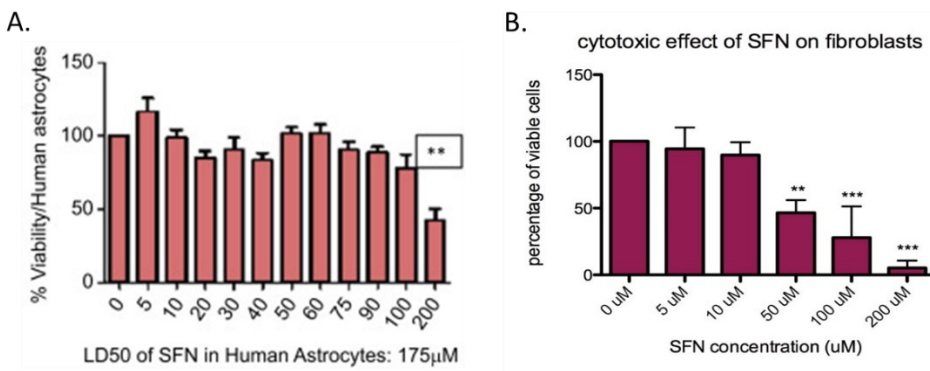 A.
% Viability/Human astrocytes
150
100
50
0
**
0 5 10 20 30 40 50 60 75 90 100 200
LD50 of SFN in Human Astrocytes: 175µM
B.
cytotoxic effect of SFN on fibroblasts
percentage of viable cells
150
100
50
0
**
***
***
0 uM 5 uM 10 uM 50 uM 100 uM 200 uM
SFN concentration (uM)